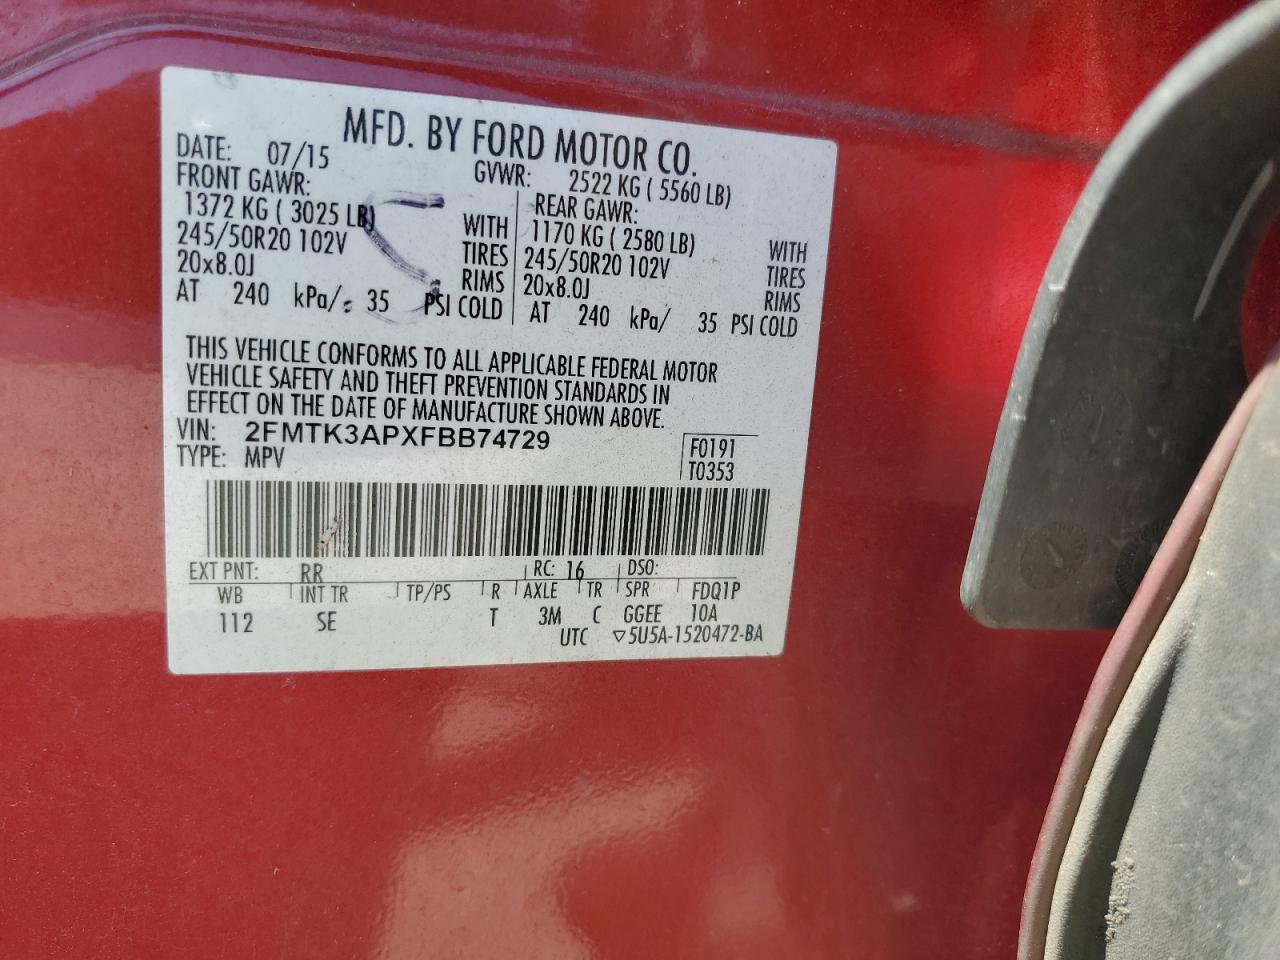 MFD. BY FORD MOTOR CO.
DATE: 07/15 GVWR: 2522 KG ( 5560 LB)
FRONT GAWR: REAR GAWR:
1372 KG ( 3025 LB) WITH 1170 KG ( 2580 LB) WITH
245/50R20 102V TIRES 245/50R20 102V TIRES
20x8.0J RIMS 20x8.0J RIMS
AT 240 kPa/ 35 PSI COLD AT 240 kPa/ 35 PSI COLD
THIS VEHICLE CONFORMS TO ALL APPLICABLE FEDERAL MOTOR
VEHICLE SAFETY AND THEFT PREVENTION STANDARDS IN
EFFECT ON THE DATE OF MANUFACTURE SHOWN ABOVE.
VIN: 2FMTK3APXFBB74729 F0191
TYPE: MPV T0353
EXT PNT: RR RC: 16 DSO:
WB INT TR TP/PS R AXLE TR SPR FDQ1P
112 SE T 3M C GGEE 10A
UTC ▽5U5A-1520472-BA